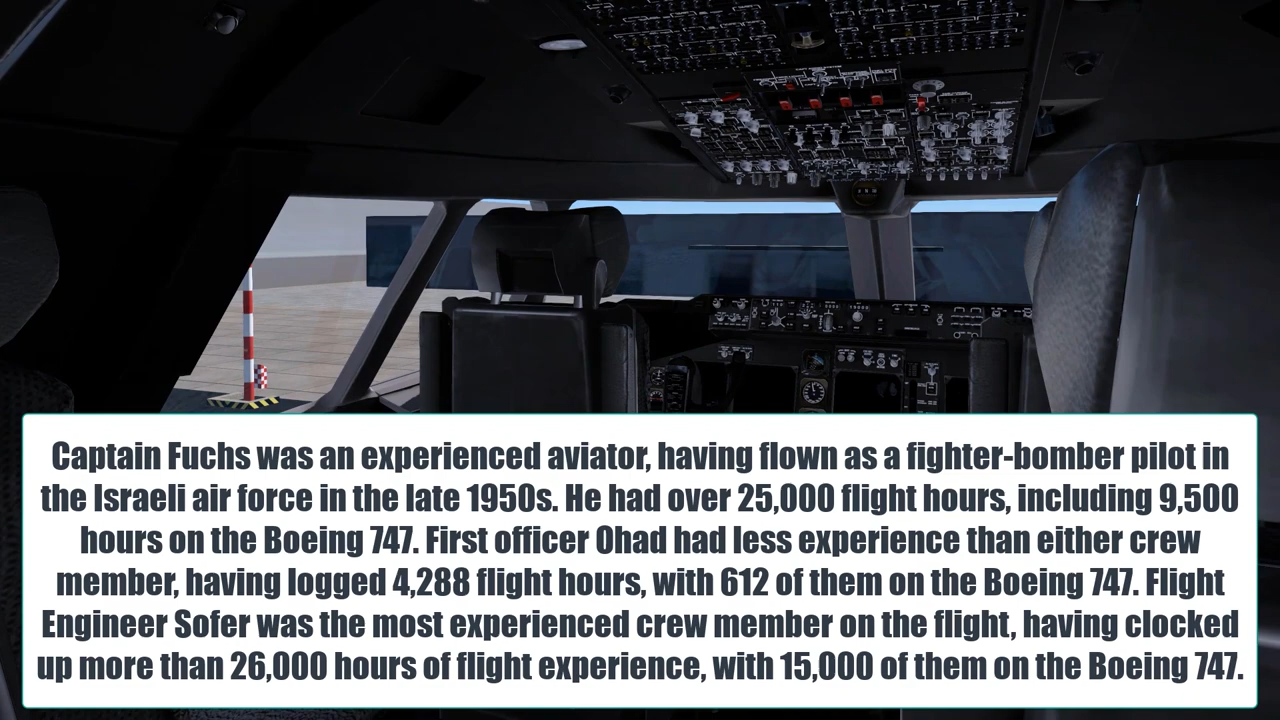 Captain Fuchs was an experienced aviator, having flown as a fighter-bomber pilot in
the Israeli air force in the late 1950s. He had over 25,000 flight hours, including 9,500
hours on the Boeing 747. First officer Ohad had less experience than either crew
member, having logged 4,288 flight hours, with 612 of them on the Boeing 747. Flight
Engineer Sofer was the most experienced crew member on the flight, having clocked
up more than 26,000 hours of flight experience, with 15,000 of them on the Boeing 747.